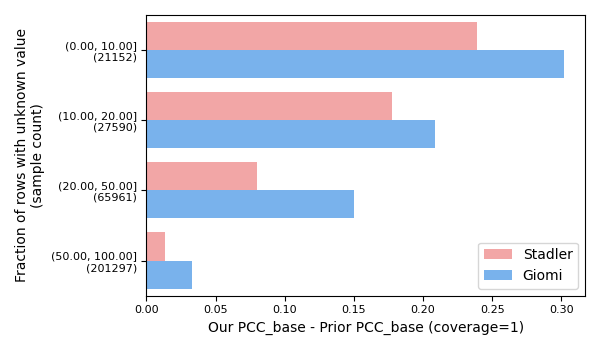 Fraction of rows with unknown value
(sample count)
(0.00, 10.00]
(21152)
(10.00, 20.00]
(27590)
(20.00, 50.00]
(65961)
(50.00, 100.00]
(201297)
Stadler
Giomi
0.00 0.05 0.10 0.15 0.20 0.25 0.30
Our PCC_base - Prior PCC_base (coverage=1)